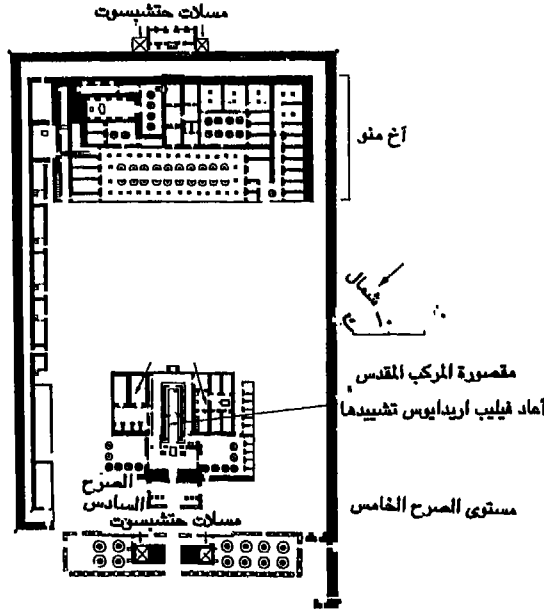 مسلات حتشبسوت
آخ منو
شمال
١٠
مقصورة المركب المقدس
أعاد فيليب اريدايوس تشييدها
الصرح
السادس
مستوى الصرح الخامس
مسلات حتشبسوت